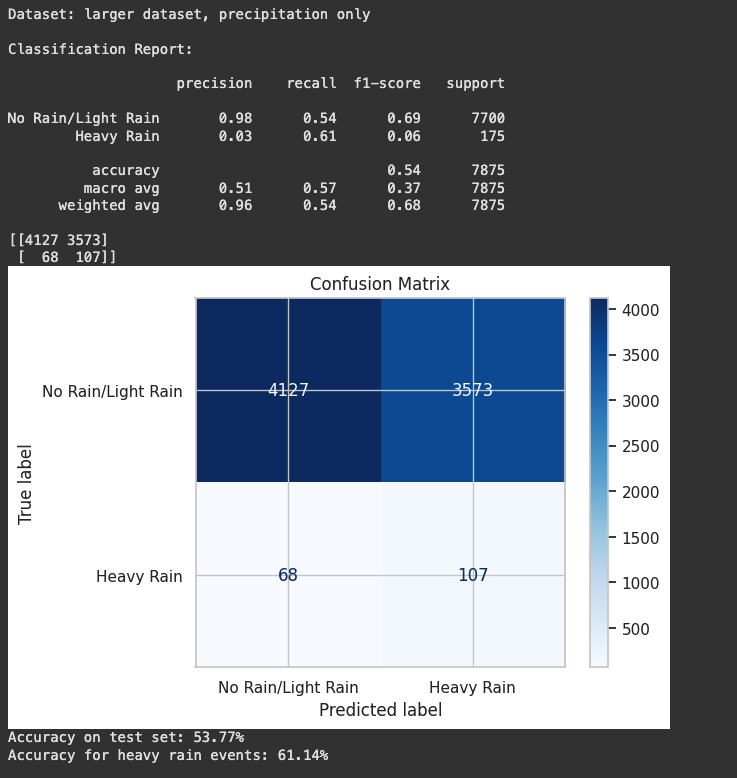 Dataset: larger dataset, precipitation only
Classification Report:
precision recall f1-score support
No Rain/Light Rain 0.98 0.54 0.69 7700
Heavy Rain 0.03 0.61 0.06 175
accuracy 0.54 7875
macro avg 0.51 0.57 0.37 7875
weighted avg 0.96 0.54 0.68 7875
[[4127 3573]
[ 68 107]]
Confusion Matrix
4000
3500
3000
2500
2000
1500
1000
500
True label
No Rain/Light Rain 4127 3573
Heavy Rain 68 107
No Rain/Light Rain Heavy Rain
Predicted label
Accuracy on test set: 53.77%
Accuracy for heavy rain events: 61.14%